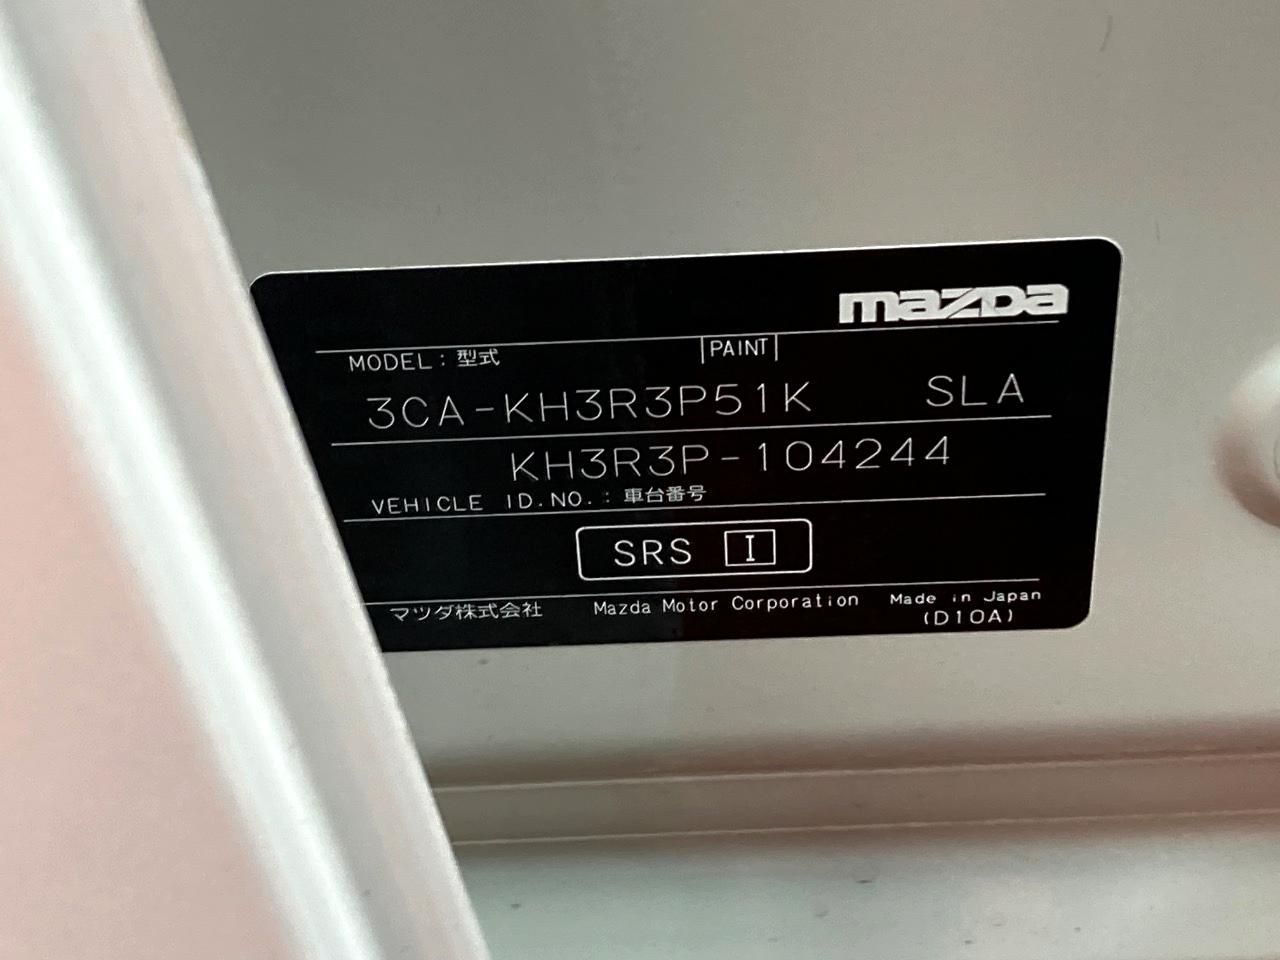 mazda
MODEL : 型式 PAINT
3CA-KH3R3P51K SLA
KH3R3P-104244
VEHICLE ID.NO. : 車台番号
SRS I
マツダ株式会社 Mazda Motor Corporation Made in Japan
(D10A)